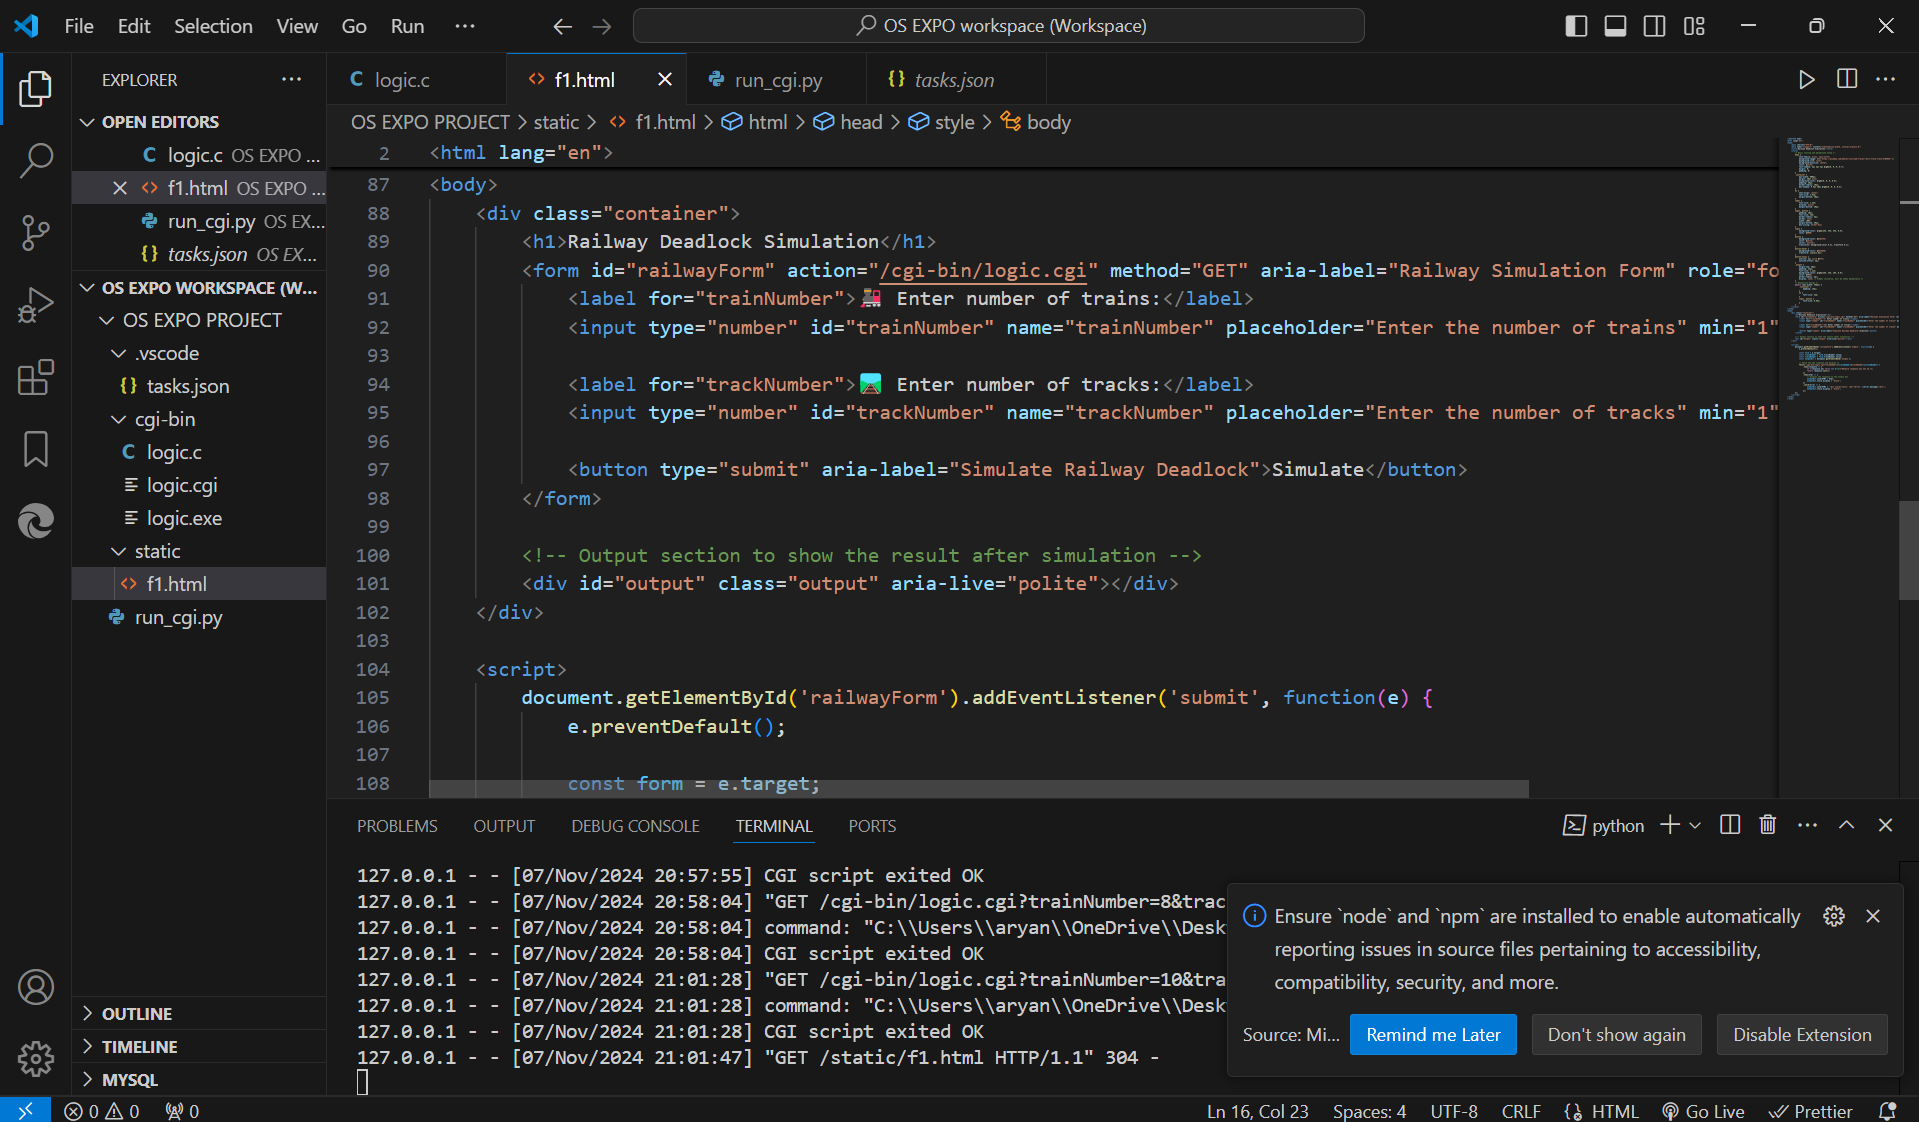 File Edit Selection View Go Run ··· OS EXPO workspace (Workspace)
EXPLORER ···
OPEN EDITORS
C logic.c OS EXPO ...
<> f1.html OS EXPO ...
run_cgi.py OS EX...
{} tasks.json OS EX...
OS EXPO WORKSPACE (W...
OS EXPO PROJECT
.vscode
{} tasks.json
cgi-bin
C logic.c
logic.cgi
logic.exe
static
<> f1.html
run_cgi.py
OUTLINE
TIMELINE
MYSQL
C logic.c <> f1.html run_cgi.py {} tasks.json
OS EXPO PROJECT > static > <> f1.html > html > head > style > body
2 <html lang="en">
87 <body>
88 <div class="container">
89 <h1>Railway Deadlock Simulation</h1>
90 <form id="railwayForm" action="/cgi-bin/logic.cgi" method="GET" aria-label="Railway Simulation Form" role="fo
91 <label for="trainNumber">🚂 Enter number of trains:</label>
92 <input type="number" id="trainNumber" name="trainNumber" placeholder="Enter the number of trains" min="1"
93
94 <label for="trackNumber">🛤️ Enter number of tracks:</label>
95 <input type="number" id="trackNumber" name="trackNumber" placeholder="Enter the number of tracks" min="1"
96
97 <button type="submit" aria-label="Simulate Railway Deadlock">Simulate</button>
98 </form>
99
100 <!-- Output section to show the result after simulation -->
101 <div id="output" class="output" aria-live="polite"></div>
102 </div>
103
104 <script>
105 document.getElementById('railwayForm').addEventListener('submit', function(e) {
106 e.preventDefault();
107
108 const form = e.target;
PROBLEMS OUTPUT DEBUG CONSOLE TERMINAL PORTS python
127.0.0.1 - - [07/Nov/2024 20:57:55] CGI script exited OK
127.0.0.1 - - [07/Nov/2024 20:58:04] "GET /cgi-bin/logic.cgi?trainNumber=8&trac
127.0.0.1 - - [07/Nov/2024 20:58:04] command: "C:\\Users\\aryan\\OneDrive\\Desk
127.0.0.1 - - [07/Nov/2024 20:58:04] CGI script exited OK
127.0.0.1 - - [07/Nov/2024 21:01:28] "GET /cgi-bin/logic.cgi?trainNumber=10&tra
127.0.0.1 - - [07/Nov/2024 21:01:28] command: "C:\\Users\\aryan\\OneDrive\\Desk
127.0.0.1 - - [07/Nov/2024 21:01:28] CGI script exited OK
127.0.0.1 - - [07/Nov/2024 21:01:47] "GET /static/f1.html HTTP/1.1" 304 -
Ensure `node` and `npm` are installed to enable automatically
reporting issues in source files pertaining to accessibility,
compatibility, security, and more.
Source: Mi... Remind me Later Don't show again Disable Extension
0 0 0 Ln 16, Col 23 Spaces: 4 UTF-8 CRLF HTML Go Live Prettier